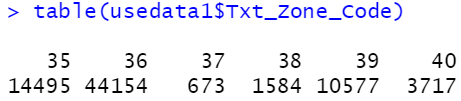 > table(usedata1$Txt_Zone_Code)
35 36 37 38 39 40
14495 44154 673 1584 10577 3717